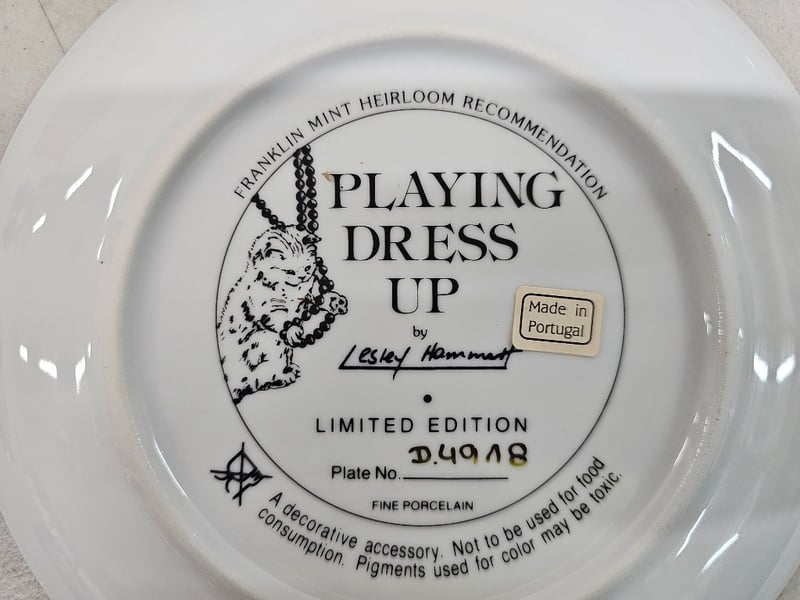 FRANKLIN MINT HEIRLOOM RECOMMENDATION
PLAYING
DRESS
UP
by
Lesley Hammett
Made in
Portugal
LIMITED EDITION
Plate No. D.4918
FINE PORCELAIN
A decorative accessory. Not to be used for food
consumption. Pigments used for color may be toxic.